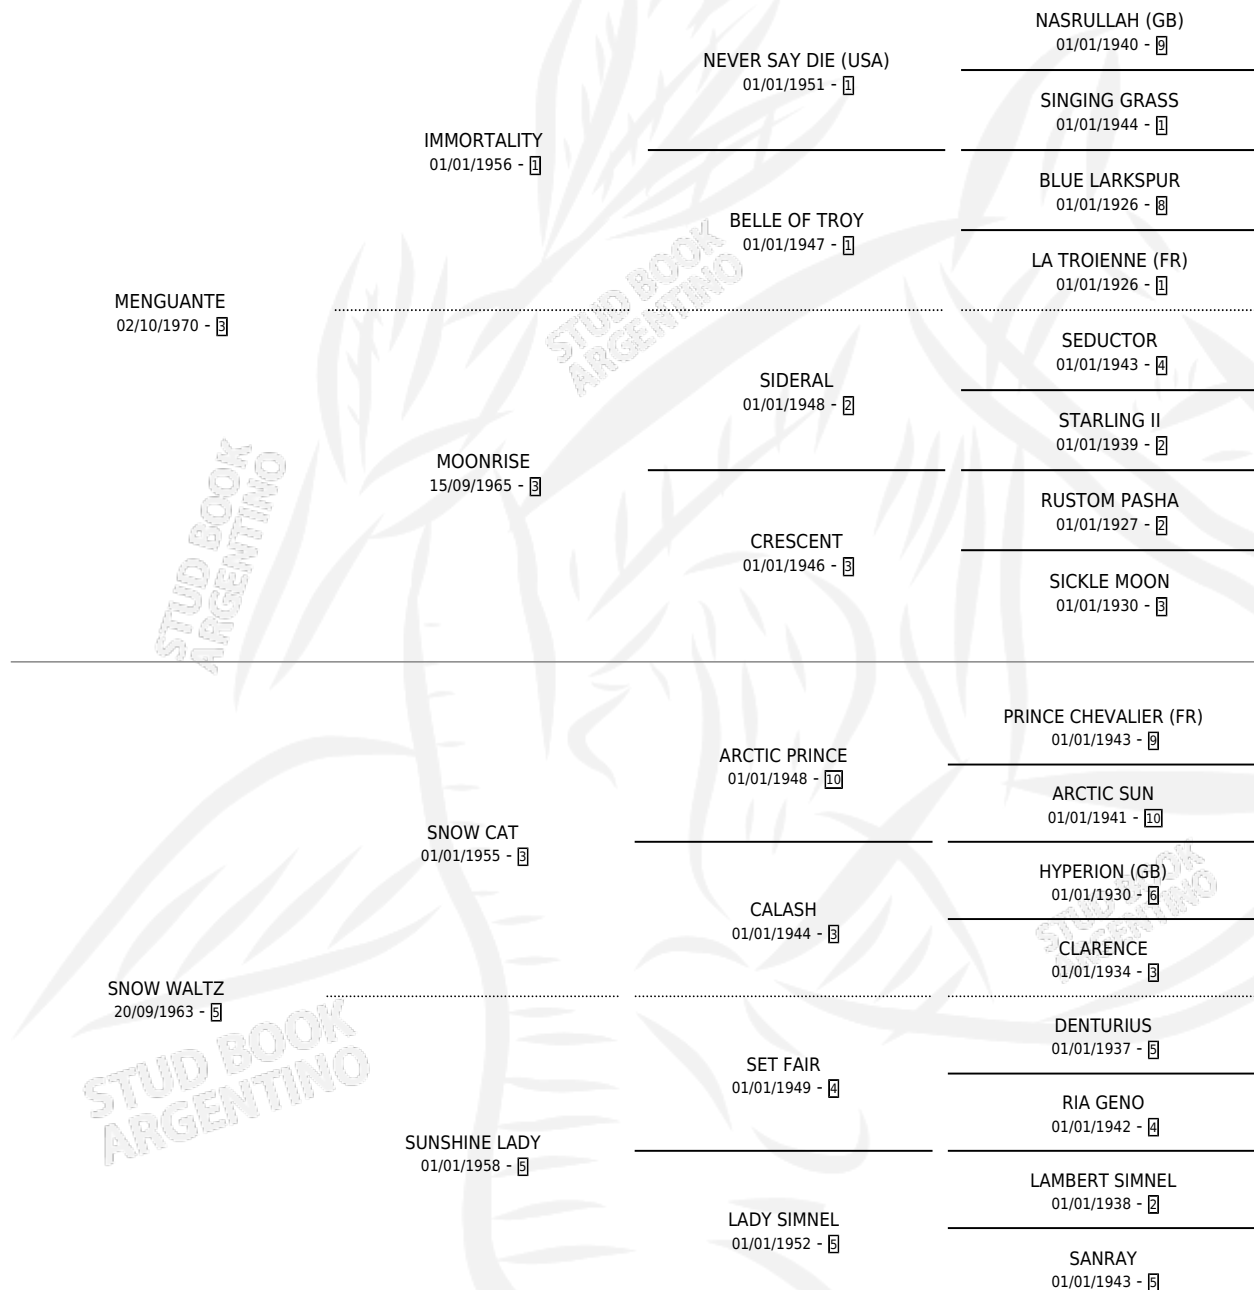 NASRULLAH (GB)
01/01/1940 - 9
NEVER SAY DIE (USA)
01/01/1951 - 1
SINGING GRASS
01/01/1944 - 1
IMMORTALITY
01/01/1956 - 1
BLUE LARKSPUR
01/01/1926 - 8
BELLE OF TROY
01/01/1947 - 1
LA TROIENNE (FR)
01/01/1926 - 1
MENGUANTE
02/10/1970 - 3
SEDUCTOR
01/01/1943 - 4
SIDERAL
01/01/1948 - 2
STARLING II
01/01/1939 - 2
MOONRISE
15/09/1965 - 3
RUSTOM PASHA
01/01/1927 - 2
CRESCENT
01/01/1946 - 3
SICKLE MOON
01/01/1930 - 3
STUD BOOK
ARGENTINO
STUD BOOK
ARGENTINO
PRINCE CHEVALIER (FR)
01/01/1943 - 9
ARCTIC PRINCE
01/01/1948 - 10
ARCTIC SUN
01/01/1941 - 10
SNOW CAT
01/01/1955 - 3
HYPERION (GB)
01/01/1930 - 6
CALASH
01/01/1944 - 3
CLARENCE
01/01/1934 - 3
SNOW WALTZ
20/09/1963 - 5
DENTURIUS
01/01/1937 - 5
SET FAIR
01/01/1949 - 4
RIA GENO
01/01/1942 - 4
SUNSHINE LADY
01/01/1958 - 5
LAMBERT SIMNEL
01/01/1938 - 2
LADY SIMNEL
01/01/1952 - 5
SANRAY
01/01/1943 - 5
STUD BOOK
ARGENTINO
STUD BOOK
ARGENTINO